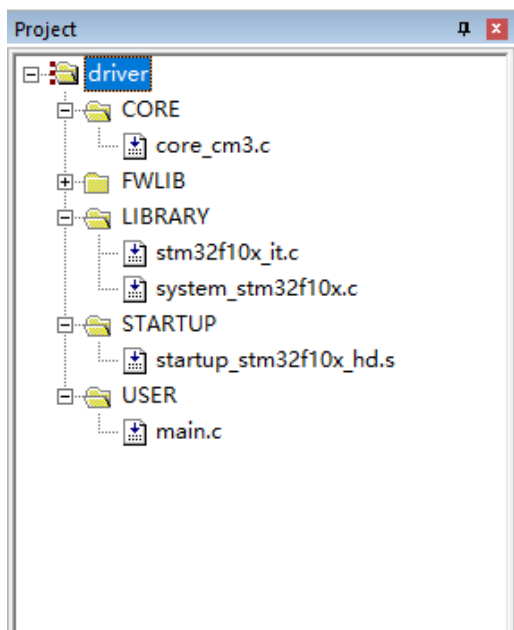 Project
driver
CORE
core_cm3.c
FWLIB
LIBRARY
stm32f10x_it.c
system_stm32f10x.c
STARTUP
startup_stm32f10x_hd.s
USER
main.c